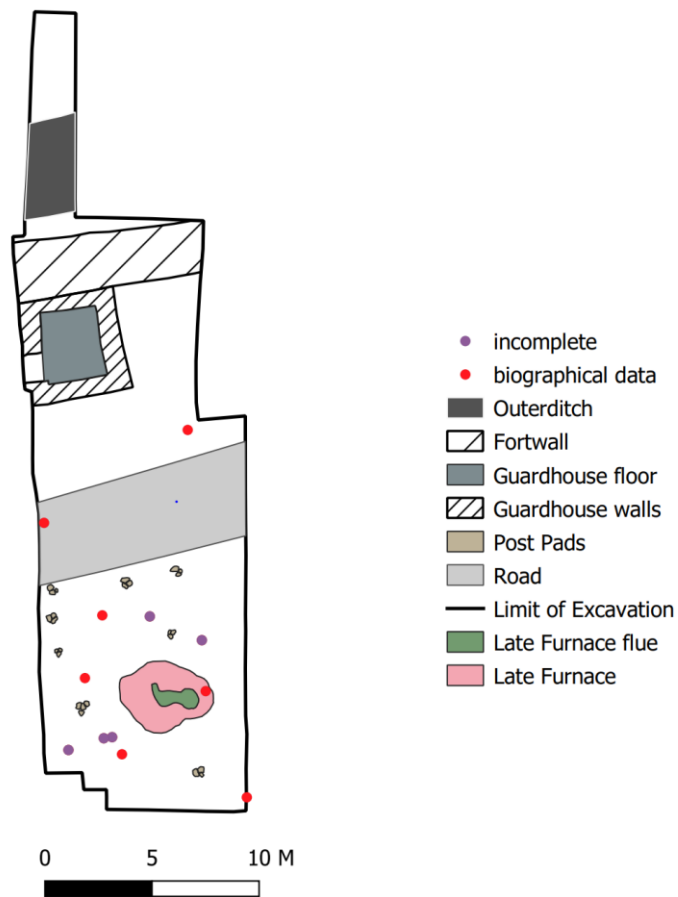 incomplete
biographical data
Outerditch
Fortwall
Guardhouse floor
Guardhouse walls
Post Pads
Road
Limit of Excavation
Late Furnace flue
Late Furnace
0 5 10 M